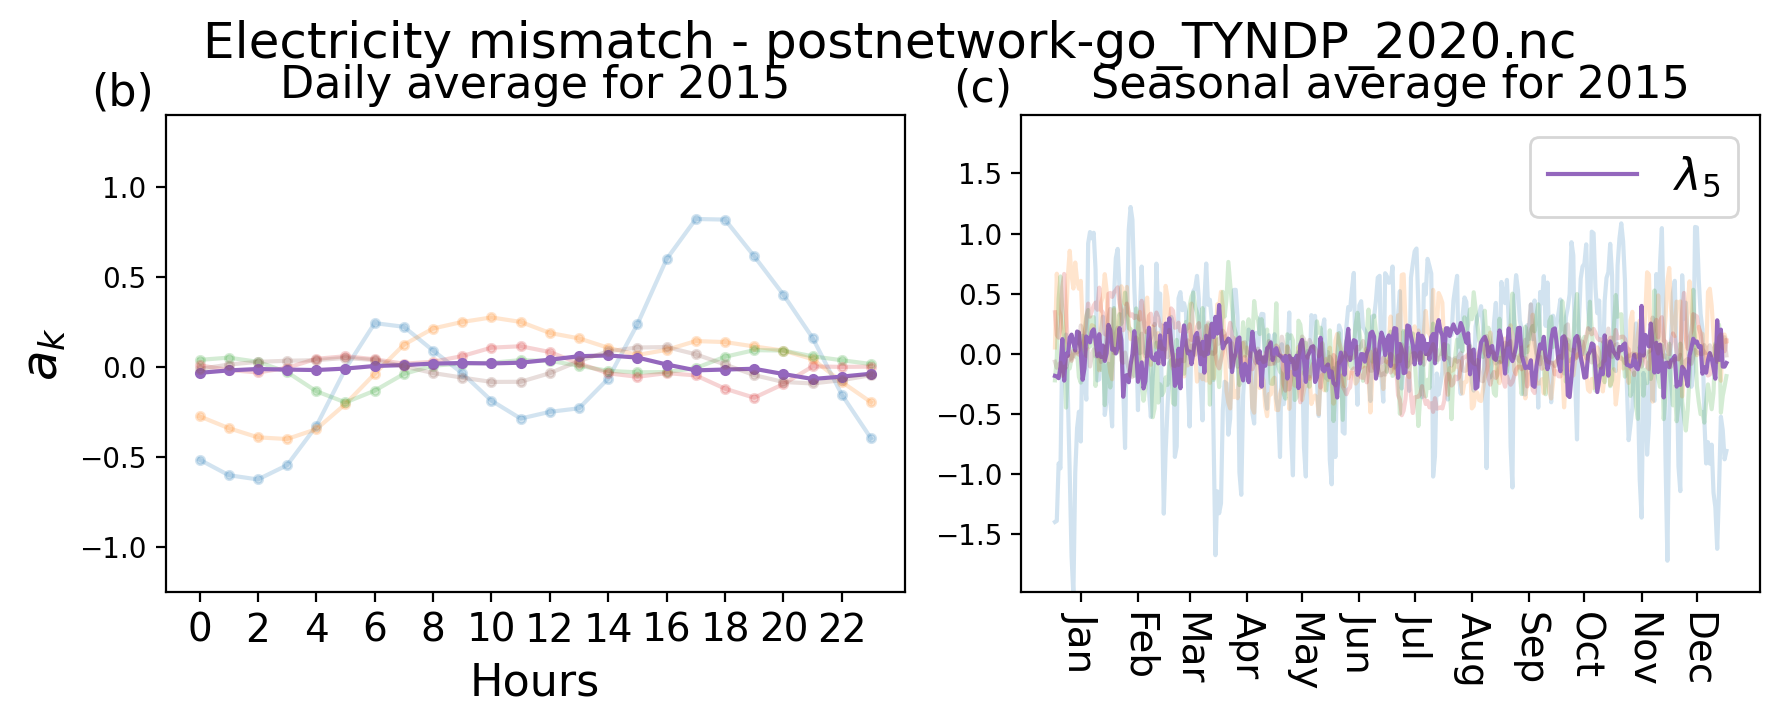 Electricity mismatch - postnetwork-go_TYNDP_2020.nc
(b) Daily average for 2015
(c) Seasonal average for 2015
a_k
1.0
0.5
0.0
−0.5
−1.0
0 2 4 6 8 10 12 14 16 18 20 22
Hours
λ_5
1.5
1.0
0.5
0.0
−0.5
−1.0
−1.5
Jan Feb Mar Apr May Jun Jul Aug Sep Oct Nov Dec